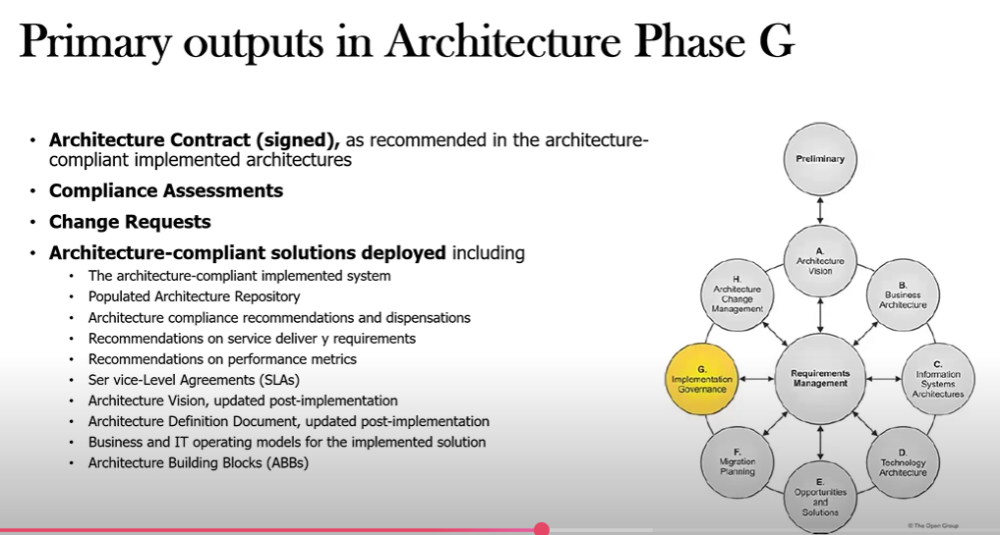 Primary outputs in Architecture Phase G
• Architecture Contract (signed), as recommended in the architecture-
compliant implemented architectures
• Compliance Assessments
• Change Requests
• Architecture-compliant solutions deployed including
• The architecture-compliant implemented system
• Populated Architecture Repository
• Architecture compliance recommendations and dispensations
• Recommendations on service deliver y requirements
• Recommendations on performance metrics
• Ser vice-Level Agreements (SLAs)
• Architecture Vision, updated post-implementation
• Architecture Definition Document, updated post-implementation
• Business and IT operating models for the implemented solution
• Architecture Building Blocks (ABBs)
Preliminary
A.
Architecture
Vision
B.
Business
Architecture
C.
Information
Systems
Architectures
D.
Technology
Architecture
E.
Opportunities
and
Solutions
F.
Migration
Planning
G.
Implementation
Governance
H.
Architecture
Change
Management
Requirements
Management
© The Open Group